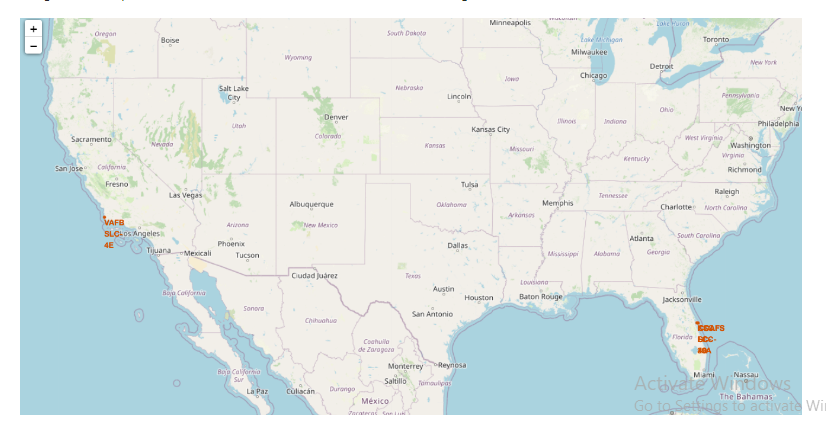 +
−
Minneapolis
Lake Huron
Oregon
Boise
South Dakota
Lake Michigan
Toronto
Milwaukee
Wyoming
Detroit
New York
Chicago
Salt Lake
City
Nebraska
Lincoln
Iowa
Pennsylvania
Denver
Ohio
Philadelphia
Utah
Illinois
Indiana
Sacramento
Nevada
Colorado
Kansas City
West Virginia
Washington
Kansas
Missouri
Kentucky
Virginia
San Jose
California
Richmond
Fresno
Las Vegas
Tulsa
Raleigh
Tennessee
Albuquerque
Oklahoma
Memphis
Charlotte
North Carolina
Arkansas
VAFB
SLC-
4E
Los Angeles
Arizona
New Mexico
South Carolina
Phoenix
Atlanta
Tijuana
Mexicali
Tucson
Dallas
Mississippi
Alabama
Georgia
Ciudad Juárez
Texas
Louisiana
Austin
Baton Rouge
Houston
Jacksonville
Baja California
Sonora
San Antonio
Chihuahua
Florida
Coahuila
de Zaragoza
Monterrey
Reynosa
Baja California
Sur
Saltillo
Tamaulipas
Miami
Nassau
La Paz
Culiacán
Durango
The Bahamas
México
Zacatecas
San Luis
Activate Windows
Go to Settings to activate Wi